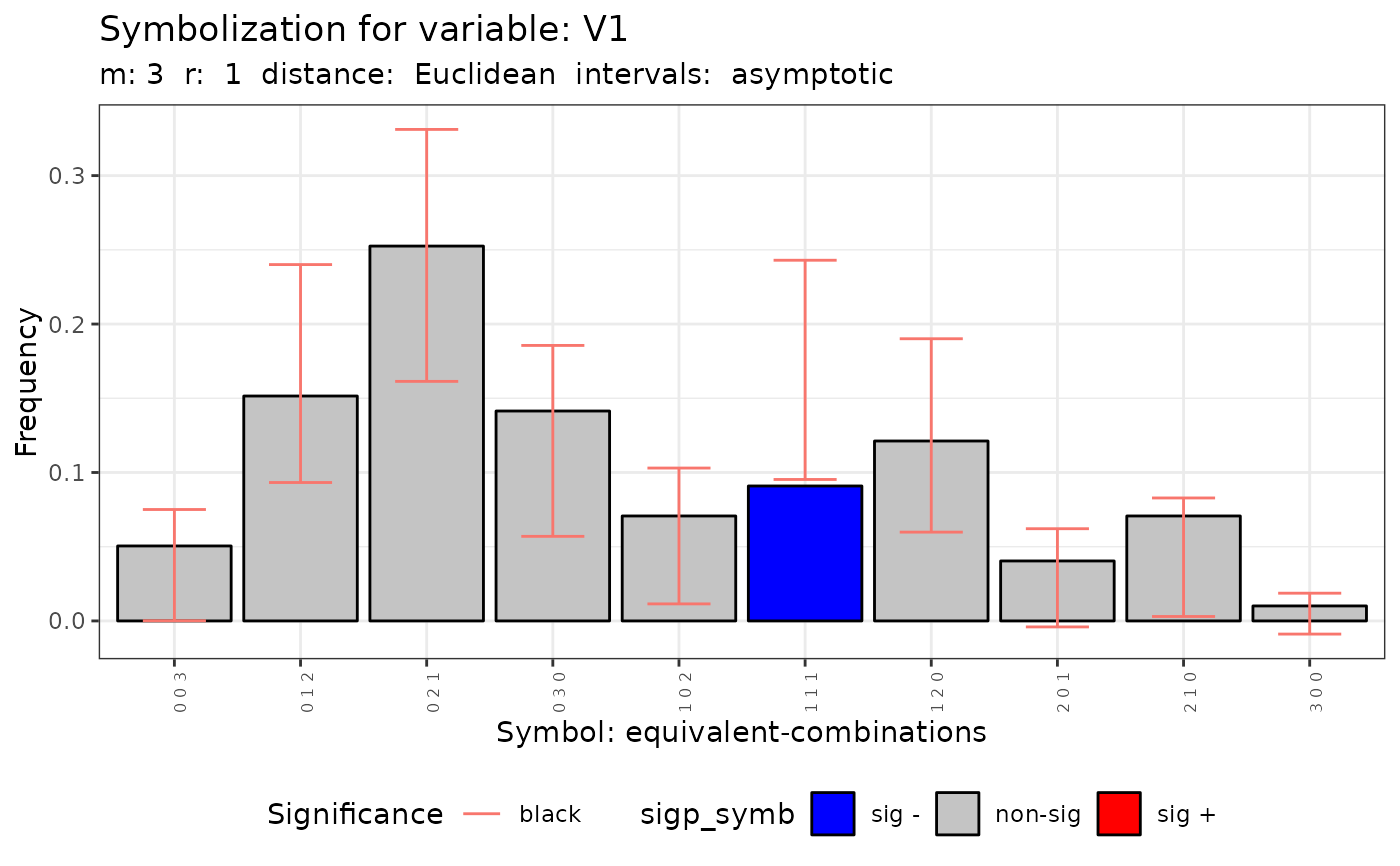 Symbolization for variable: V1
m: 3 r: 1 distance: Euclidean intervals: asymptotic
Frequency
0.3
0.2
0.1
0.0
0 0 3
0 1 2
0 2 1
0 3 0
1 0 2
1 1 1
1 2 0
2 0 1
2 1 0
3 0 0
Symbol: equivalent-combinations
Significance black sigp_symb sig - non-sig sig +